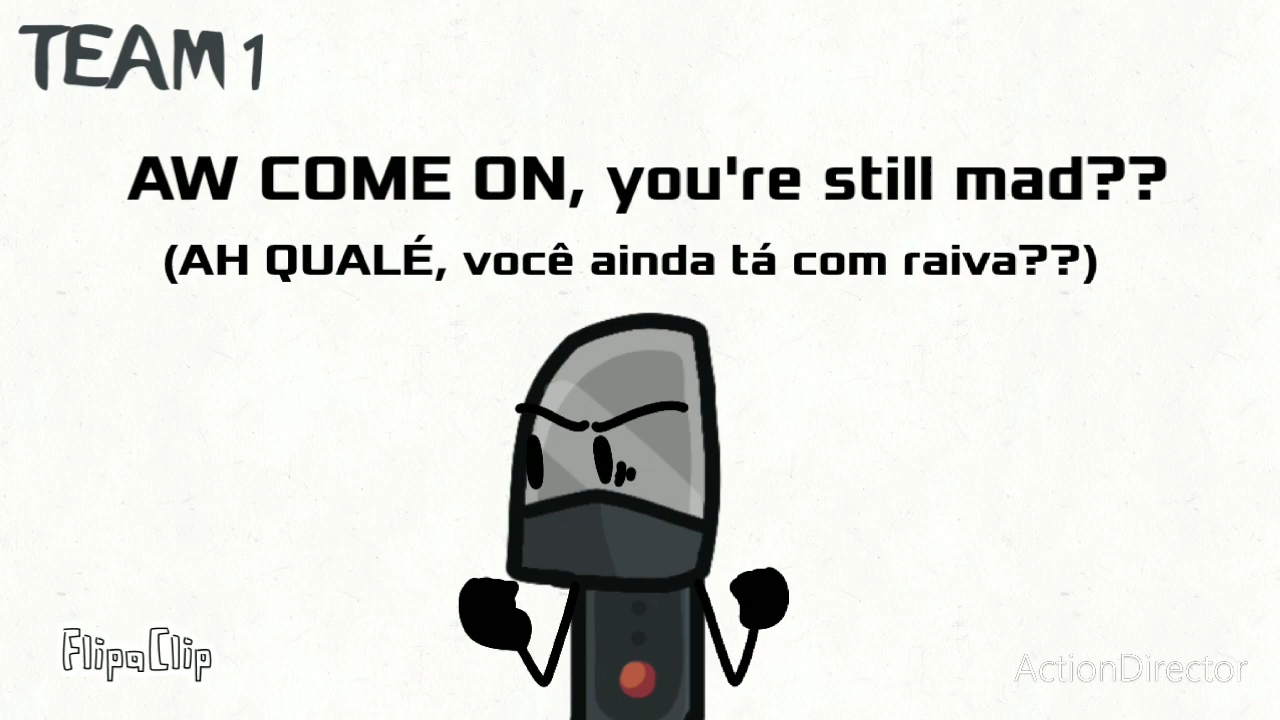 TEAM 1
AW COME ON, you're still mad??
(AH QUALÉ, você ainda tá com raiva??)
FlipaClip
ActionDirector